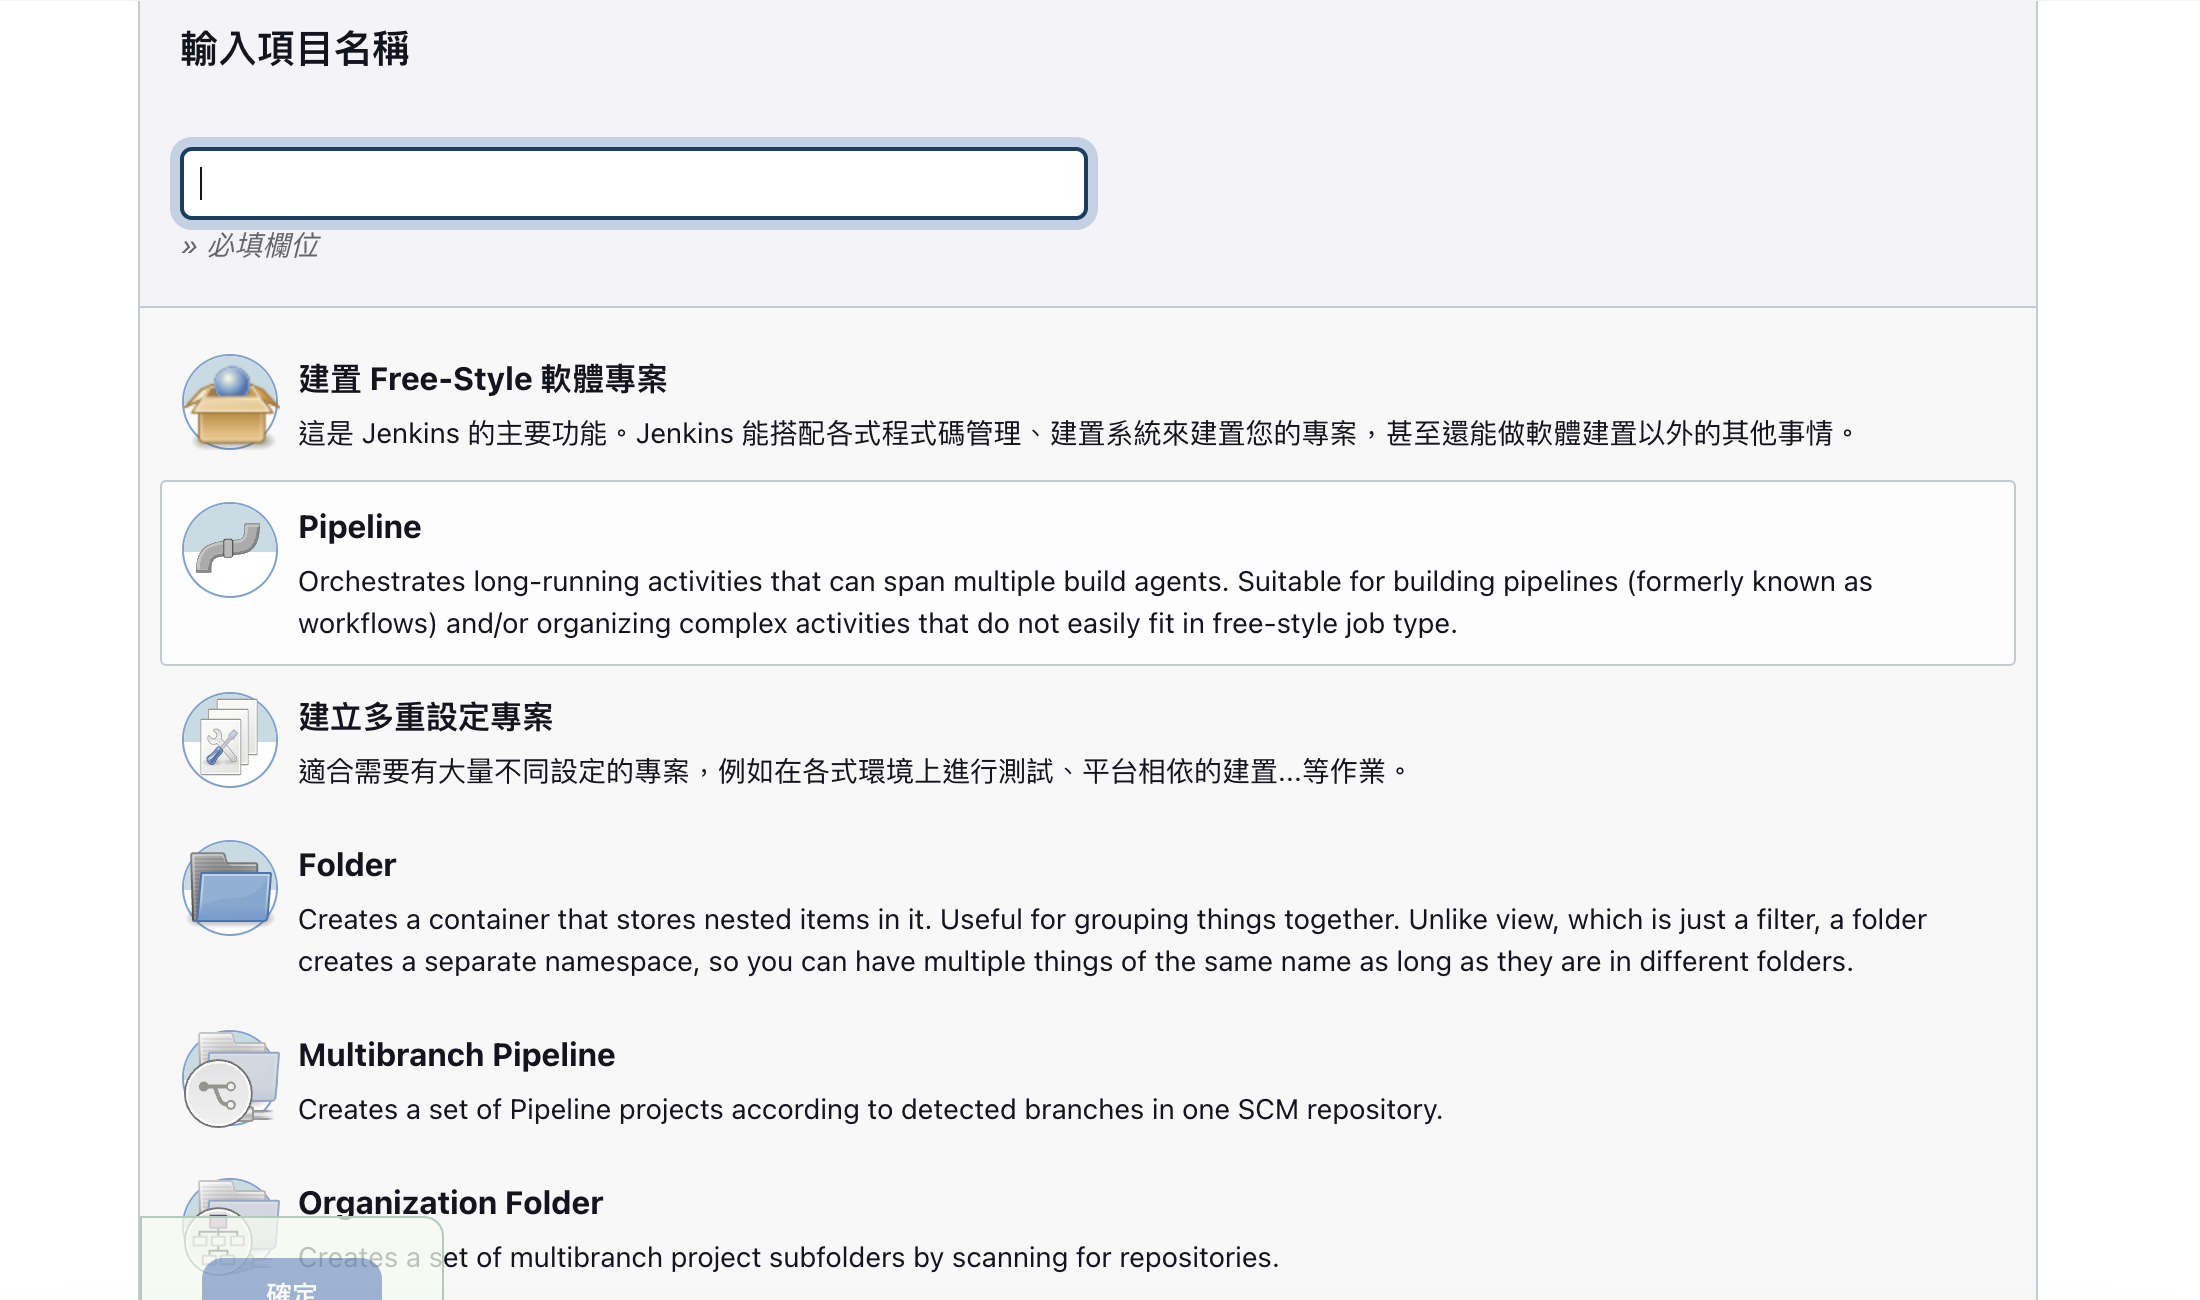 輸入項目名稱
» 必填欄位
建置 Free-Style 軟體專案
這是 Jenkins 的主要功能。Jenkins 能搭配各式程式碼管理、建置系統來建置您的專案，甚至還能做軟體建置以外的其他事情。
Pipeline
Orchestrates long-running activities that can span multiple build agents. Suitable for building pipelines (formerly known as
workflows) and/or organizing complex activities that do not easily fit in free-style job type.
建立多重設定專案
適合需要有大量不同設定的專案，例如在各式環境上進行測試、平台相依的建置...等作業。
Folder
Creates a container that stores nested items in it. Useful for grouping things together. Unlike view, which is just a filter, a folder
creates a separate namespace, so you can have multiple things of the same name as long as they are in different folders.
Multibranch Pipeline
Creates a set of Pipeline projects according to detected branches in one SCM repository.
Organization Folder
Creates a set of multibranch project subfolders by scanning for repositories.
確定